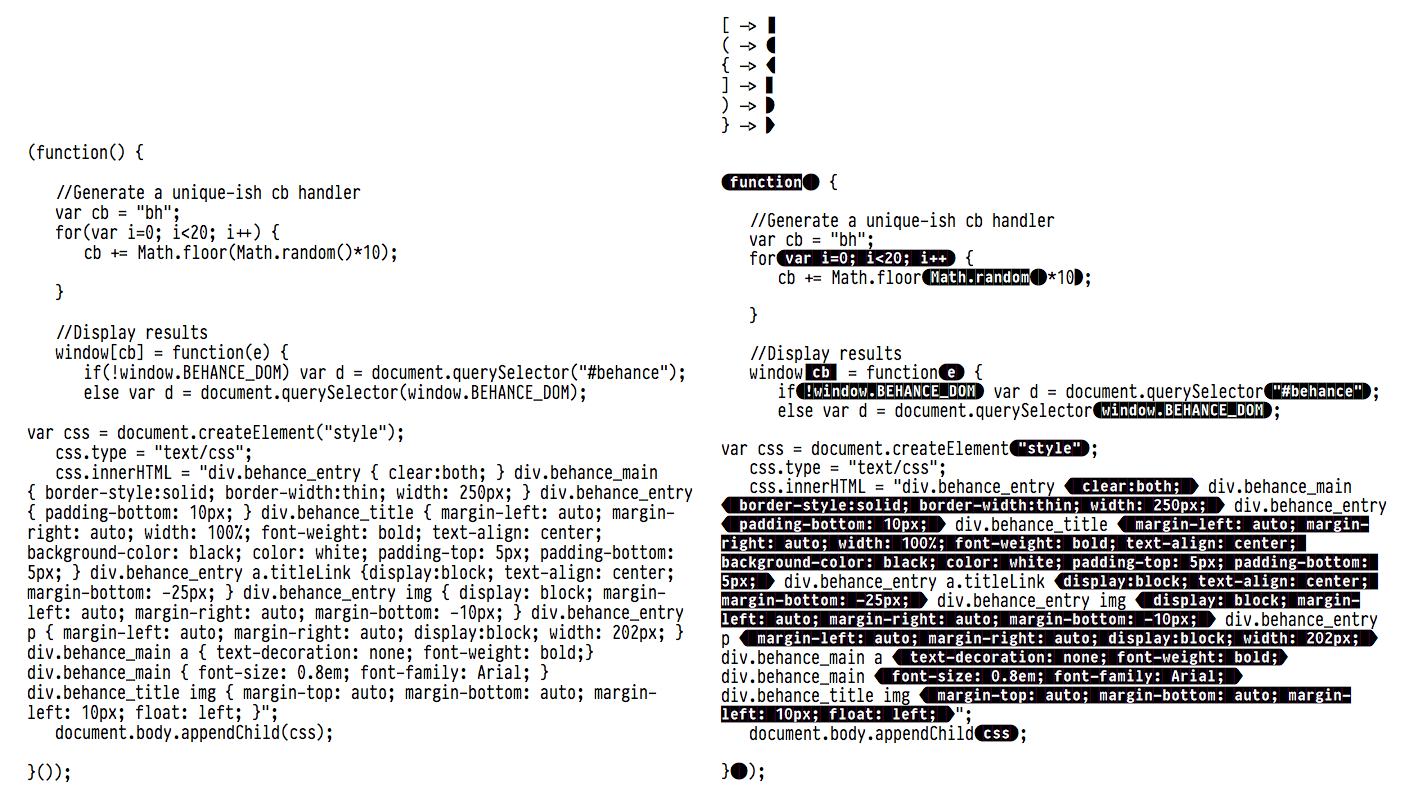 (function() {
//Generate a unique-ish cb handler
var cb = "bh";
for(var i=0; i<20; i++) {
cb += Math.floor(Math.random()*10);
}
//Display results
window[cb] = function(e) {
if(!window.BEHANCE_DOM) var d = document.querySelector("#behance");
else var d = document.querySelector(window.BEHANCE_DOM);
var css = document.createElement("style");
css.type = "text/css";
css.innerHTML = "div.behance_entry { clear:both; } div.behance_main
{ border-style:solid; border-width:thin; width: 250px; } div.behance_entry
{ padding-bottom: 10px; } div.behance_title { margin-left: auto; margin-
right: auto; width: 100%; font-weight: bold; text-align: center;
background-color: black; color: white; padding-top: 5px; padding-bottom:
5px; } div.behance_entry a.titleLink {display:block; text-align: center;
margin-bottom: -25px; } div.behance_entry img { display: block; margin-
left: auto; margin-right: auto; margin-bottom: -10px; } div.behance_entry
p { margin-left: auto; margin-right: auto; display:block; width: 202px; }
div.behance_main a { text-decoration: none; font-weight: bold;}
div.behance_main { font-size: 0.8em; font-family: Arial; }
div.behance_title img { margin-top: auto; margin-bottom: auto; margin-
left: 10px; float: left; }";
document.body.appendChild(css);
}());
[ -> ▮
( -> ◖
{ -> ◀
] -> ▮
) -> ◗
} -> ▶
(function() {
//Generate a unique-ish cb handler
var cb = "bh";
for(var i=0; i<20; i++) {
cb += Math.floor(Math.random()*10);
}
//Display results
window[cb] = function(e) {
if(!window.BEHANCE_DOM) var d = document.querySelector("#behance");
else var d = document.querySelector(window.BEHANCE_DOM);
var css = document.createElement("style");
css.type = "text/css";
css.innerHTML = "div.behance_entry { clear:both; } div.behance_main
{ border-style:solid; border-width:thin; width: 250px; } div.behance_entry
{ padding-bottom: 10px; } div.behance_title { margin-left: auto; margin-
right: auto; width: 100%; font-weight: bold; text-align: center;
background-color: black; color: white; padding-top: 5px; padding-bottom:
5px; } div.behance_entry a.titleLink {display:block; text-align: center;
margin-bottom: -25px; } div.behance_entry img { display: block; margin-
left: auto; margin-right: auto; margin-bottom: -10px; } div.behance_entry
p { margin-left: auto; margin-right: auto; display:block; width: 202px; }
div.behance_main a { text-decoration: none; font-weight: bold;}
div.behance_main { font-size: 0.8em; font-family: Arial; }
div.behance_title img { margin-top: auto; margin-bottom: auto; margin-
left: 10px; float: left; }";
document.body.appendChild(css);
}());